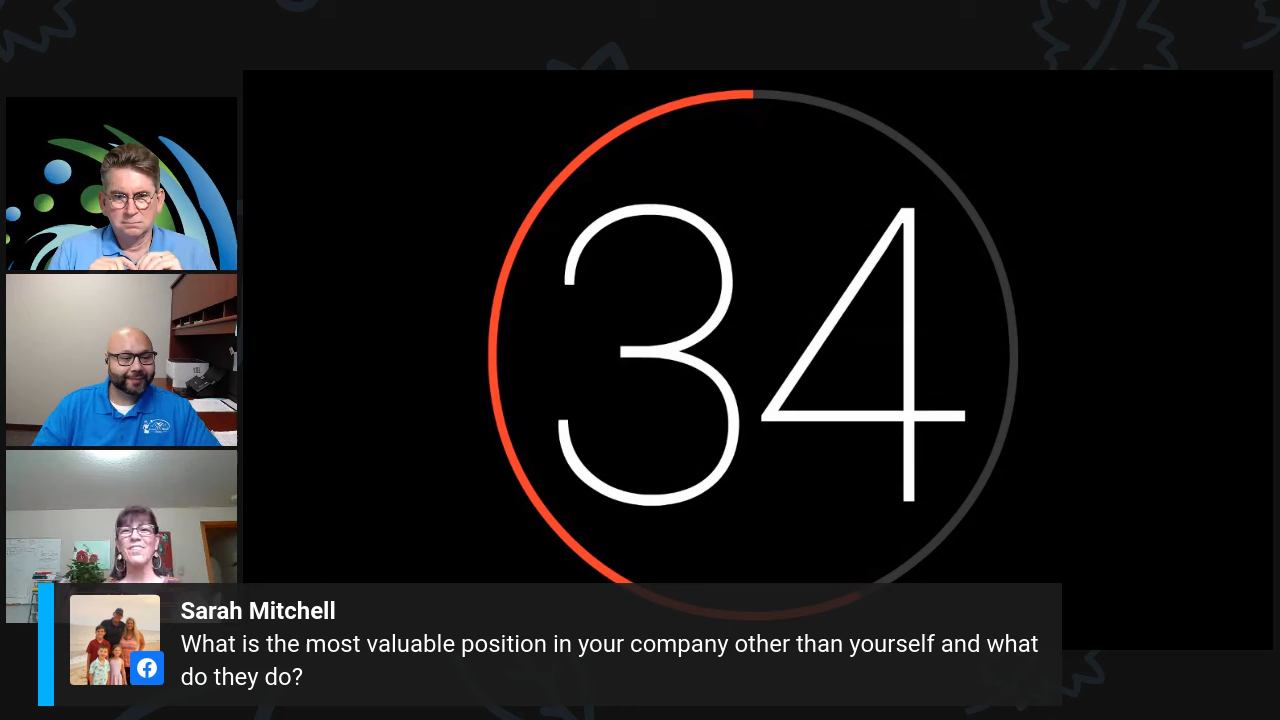 34
Sarah Mitchell
What is the most valuable position in your company other than yourself and what
do they do?